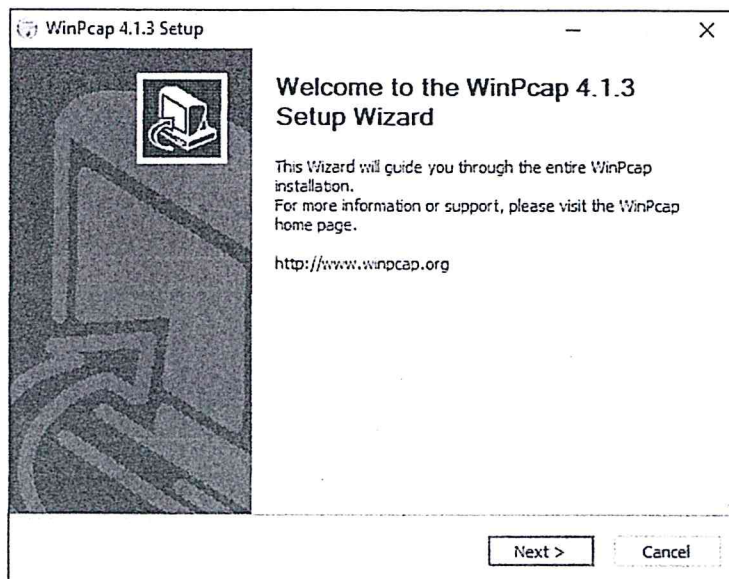 WinPcap 4.1.3 Setup
Welcome to the WinPcap 4.1.3
Setup Wizard
This Wizard will guide you through the entire WinPcap
installation.
For more information or support, please visit the WinPcap
home page.
http://www.winpcap.org
Next >
Cancel